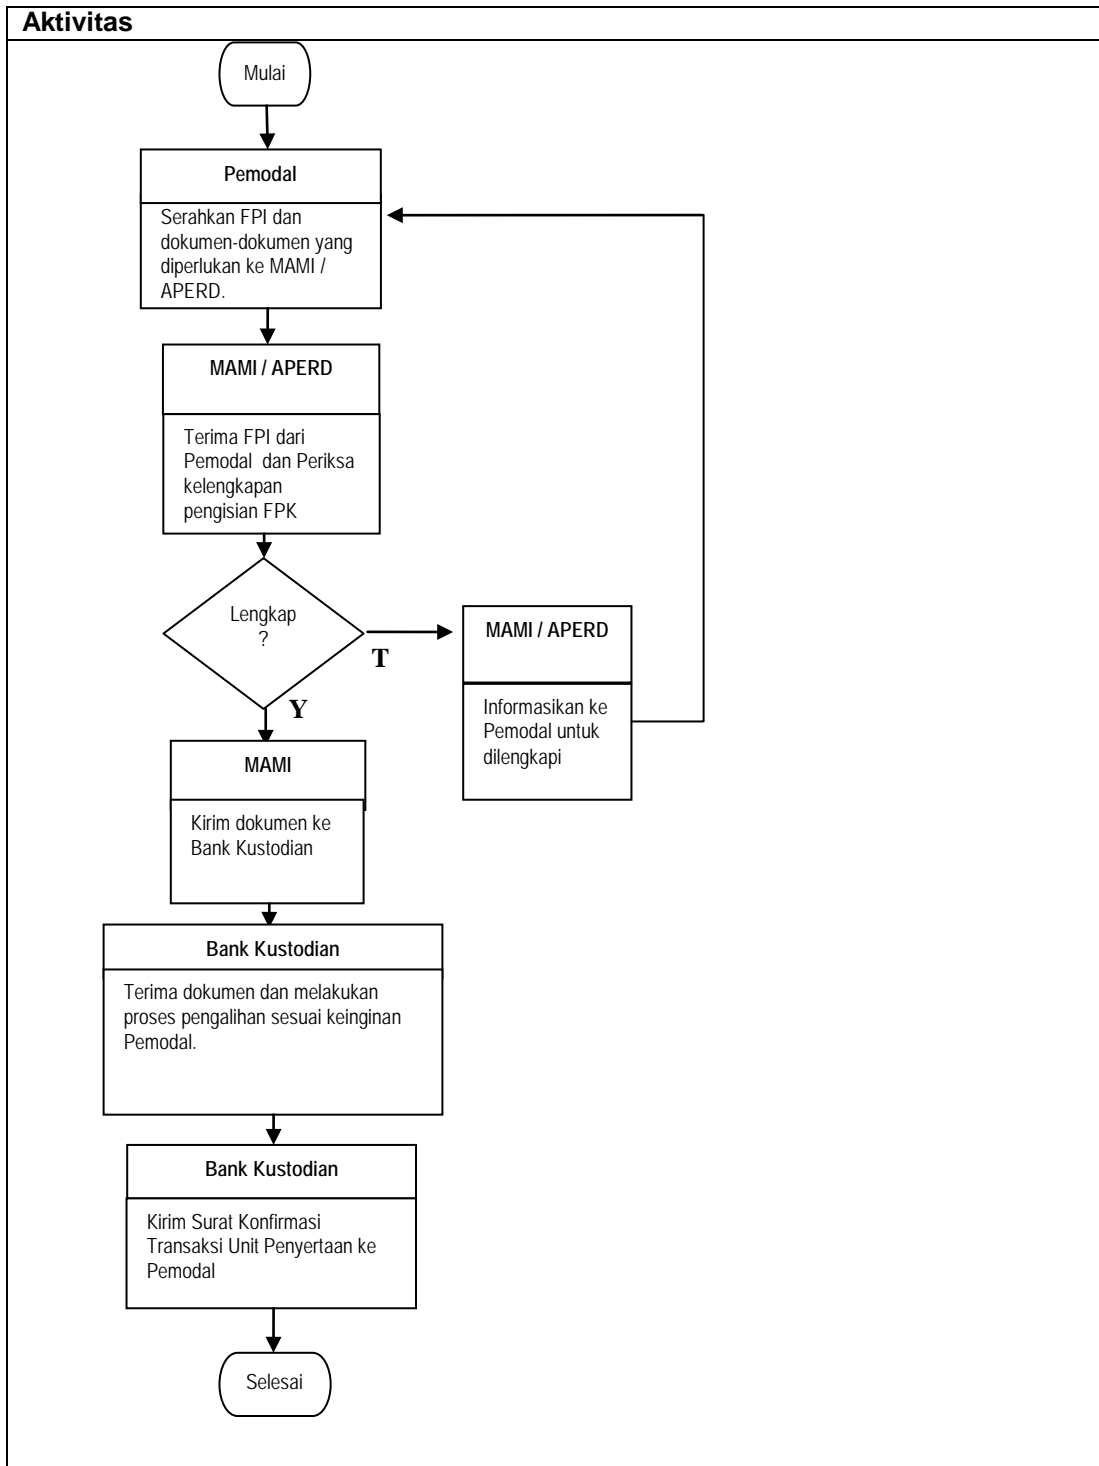 Aktivitas
Mulai
Pemodal
Serahkan FPI dan
dokumen-dokumen yang
diperlukan ke MAMI /
APERD.
MAMI / APERD
Terima FPI dari
Pemodal dan Periksa
kelengkapan
pengisian FPK
Lengkap
?
T
MAMI / APERD
Informasikan ke
Pemodal untuk
dilengkapi
Y
MAMI
Kirim dokumen ke
Bank Kustodian
Bank Kustodian
Terima dokumen dan melakukan
proses pengalihan sesuai keinginan
Pemodal.
Bank Kustodian
Kirim Surat Konfirmasi
Transaksi Unit Penyertaan ke
Pemodal
Selesai